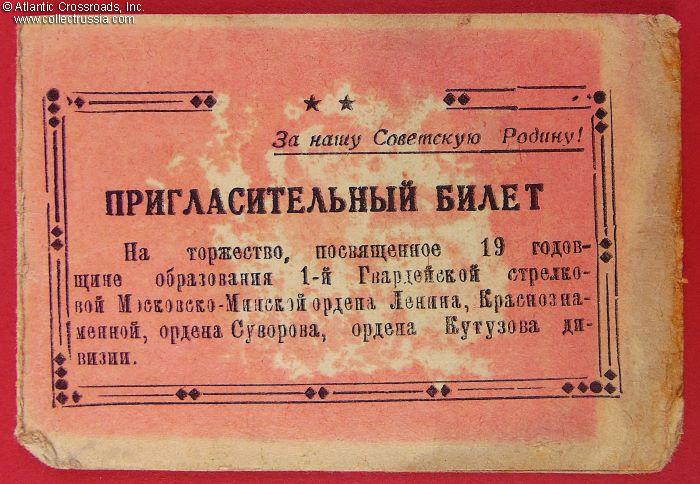 © Atlantic Crossroads, Inc.
www.collectrussia.com
За нашу Советскую Родину!
ПРИГЛАСИТЕЛЬНЫЙ БИЛЕТ
На торжество, посвященное 19 годов-
щине образования 1-й Гвардейской стрелко-
вой Московско-Минской ордена Ленина, Краснозна-
менной, ордена Суворова, ордена Кутузова ди-
визии.